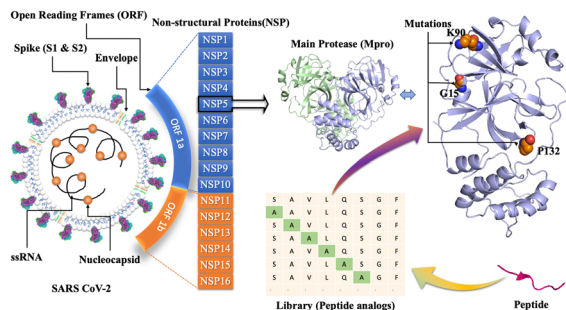 Open Reading Frames (ORF)
Spike (S1 & S2)
Envelope
ssRNA
Nucleocapsid
SARS CoV-2
ORF 1a
ORF 1b
Non-structural Proteins(NSP)
NSP1
NSP2
NSP3
NSP4
NSP5
NSP6
NSP7
NSP8
NSP9
NSP10
NSP11
NSP12
NSP13
NSP14
NSP15
NSP16
Main Protease (Mpro)
Mutations
K90
G15
P132
S A V L Q S G F
A A V L Q S G F
S A V L Q S G F
S A A L Q S G F
S A V A Q S G F
S A V L A S G F
S A V L Q A G F
Library (Peptide analogs)
Peptide